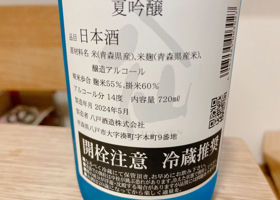 夏吟醸
品目 日本酒
原材料名 米(青森県産)、米麹(青森県産米)、
醸造アルコール
精米歩合 麹米55%、掛米60%
アルコール分 14度 内容量 720ml
製造年月 2024年5月
製造者 八戸酒造株式会社
青森県八戸市大字湊町字本町9番地
開栓注意 冷蔵推奨